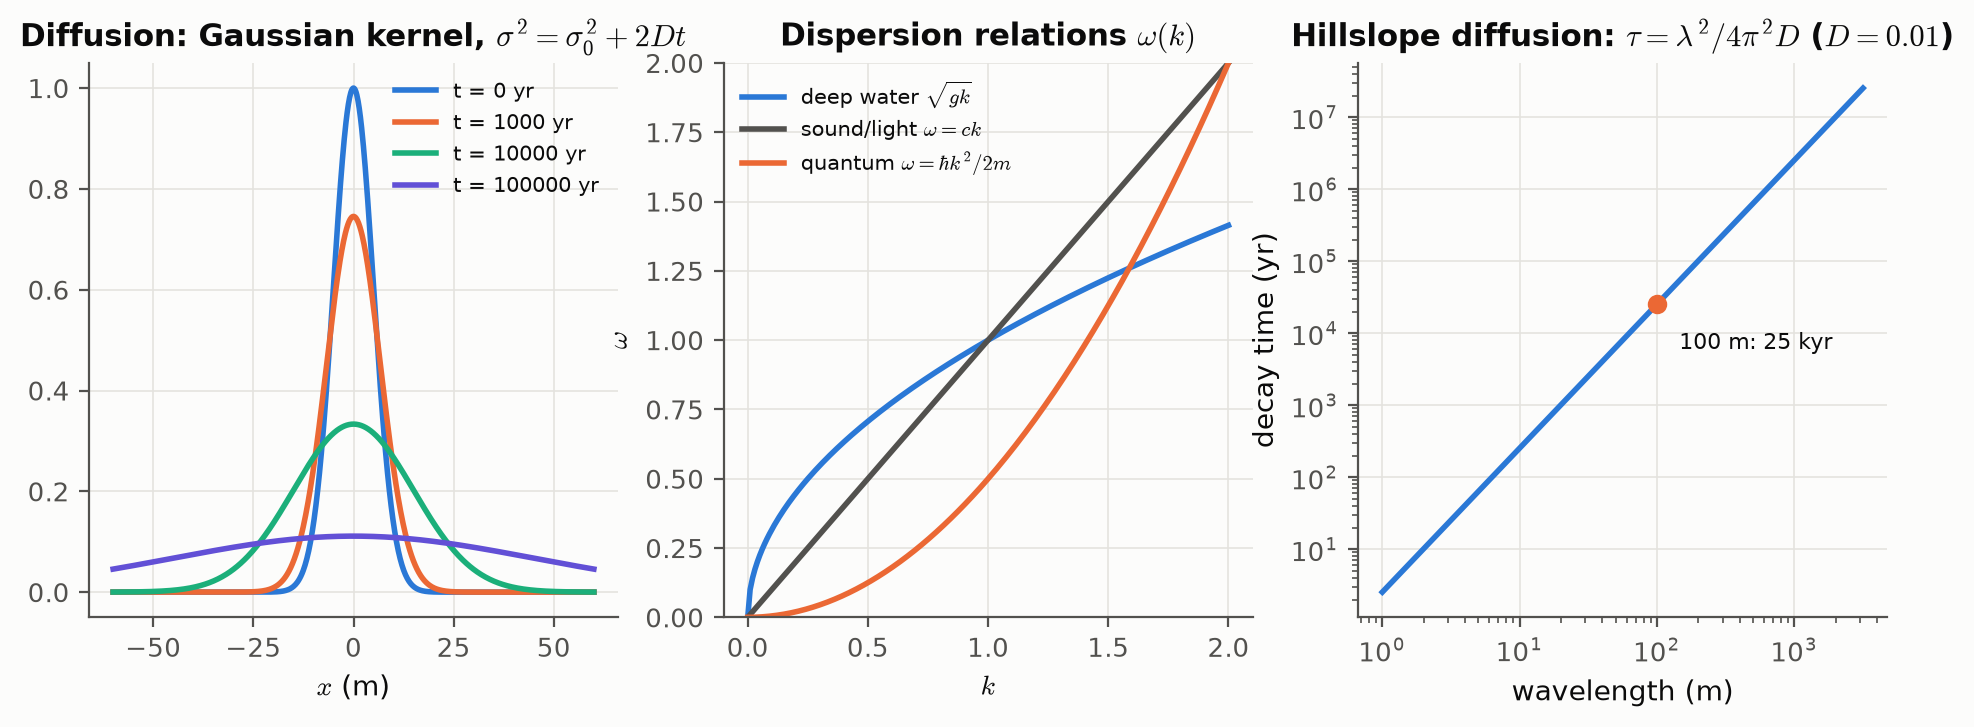 Diffusion: Gaussian kernel, σ² = σ₀² + 2Dt
t = 0 yr
t = 1000 yr
t = 10000 yr
t = 100000 yr
1.0
0.8
0.6
0.4
0.2
0.0
−50 −25 0 25 50
x (m)
Dispersion relations ω(k)
deep water √gk
sound/light ω = ck
quantum ω = ħk²/2m
2.00
1.75
1.50
1.25
1.00
0.75
0.50
0.25
0.00
ω
0.0 0.5 1.0 1.5 2.0
k
Hillslope diffusion: τ = λ²/4π²D (D = 0.01)
10⁷
10⁶
10⁵
10⁴
10³
10²
10¹
decay time (yr)
100 m: 25 kyr
10⁰ 10¹ 10² 10³
wavelength (m)